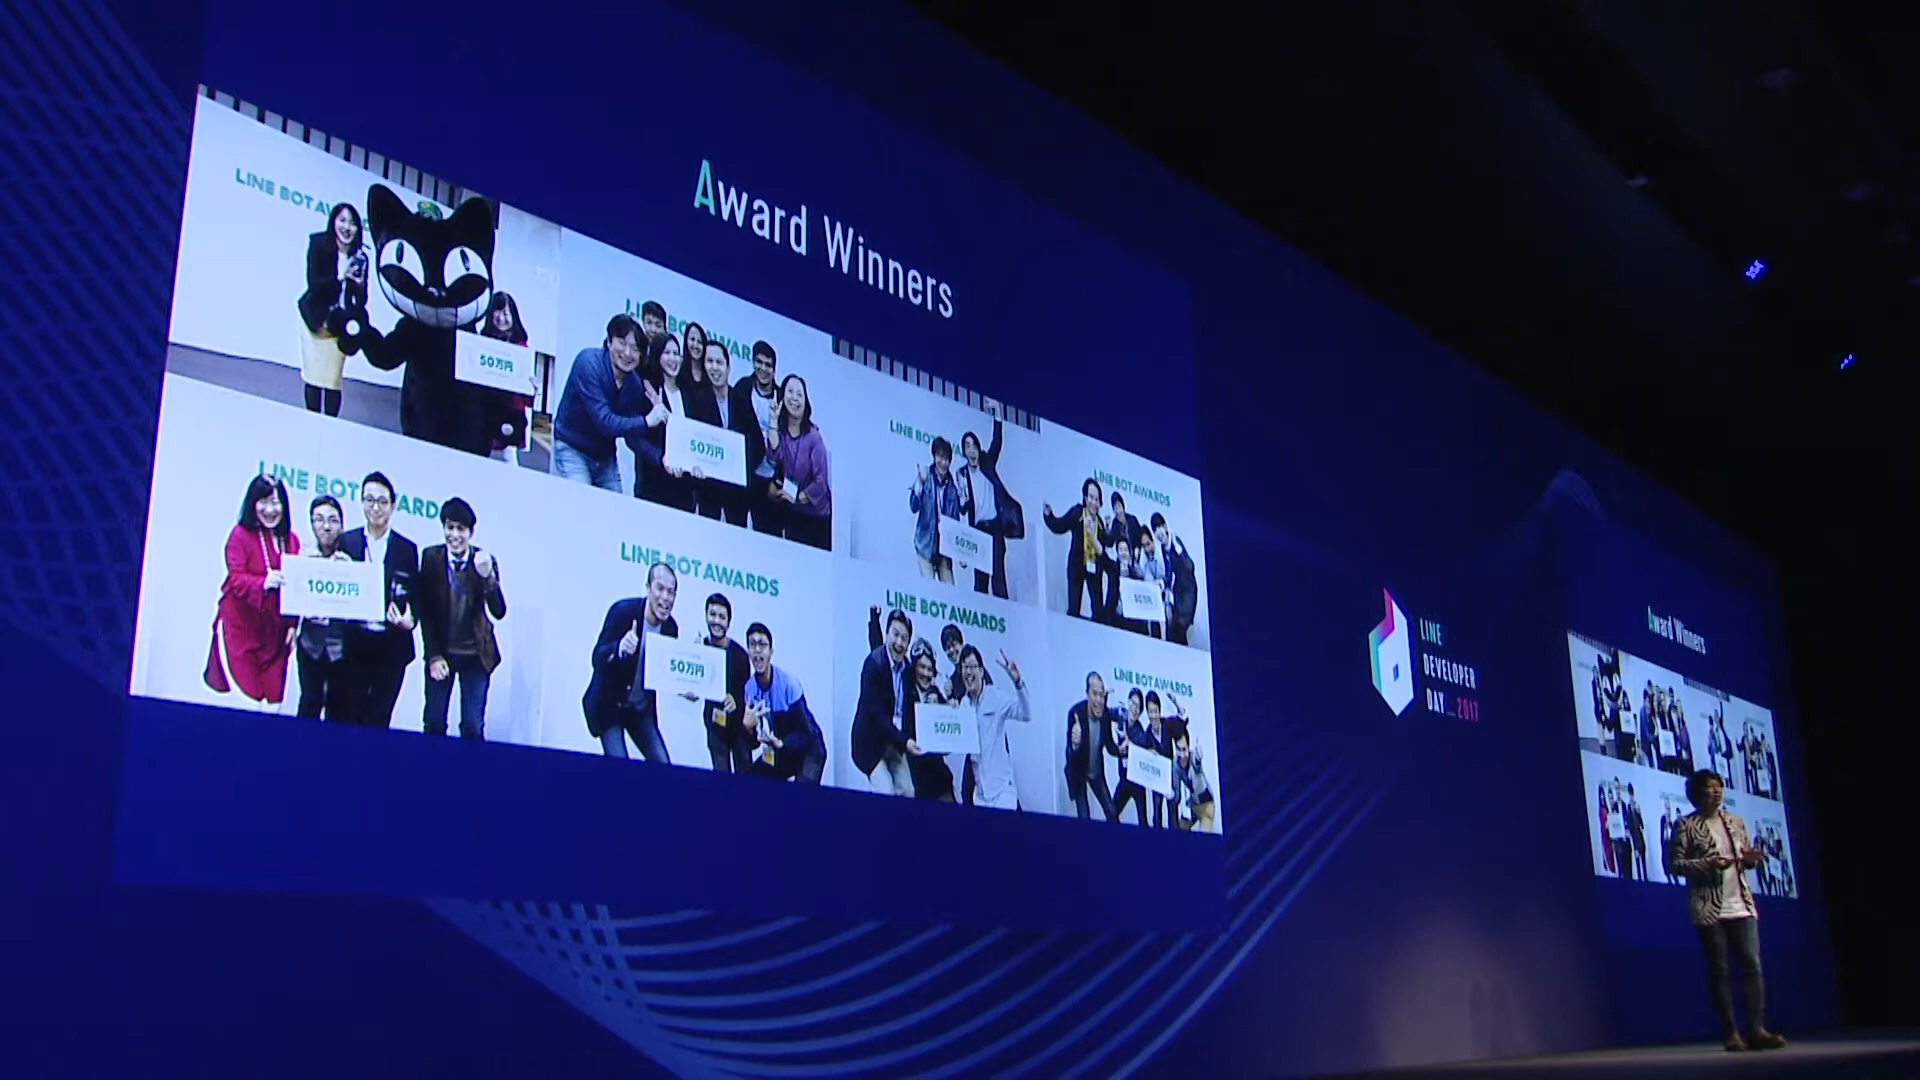 Award Winners
LINE BOT AW
50万円
LINE BOT AWAR
50万円
LINE BOT AWA
50万円
LINE BOT AWARDS
50万円
LINE BOT AWARDS
100万円
LINE BOT AWARDS
50万円
LINE BOT AWARDS
50万円
LINE BOT AWARDS
100万円
LINE
DEVELOPER
DAY_2017
Award Winners